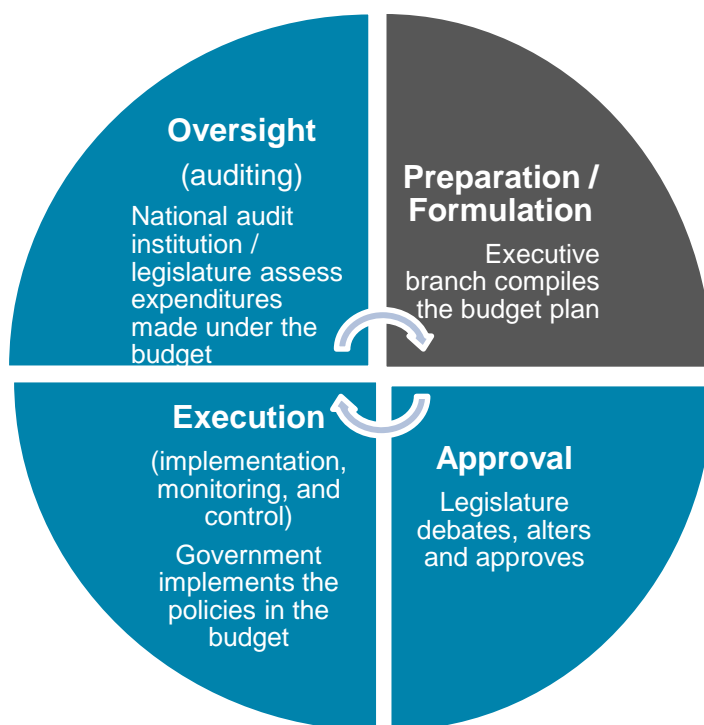 Oversight
(auditing)
National audit
institution /
legislature assess
expenditures
made under the
budget
Preparation /
Formulation
Executive
branch compiles
the budget plan
Execution
(implementation,
monitoring, and
control)
Government
implements the
policies in the
budget
Approval
Legislature
debates, alters
and approves